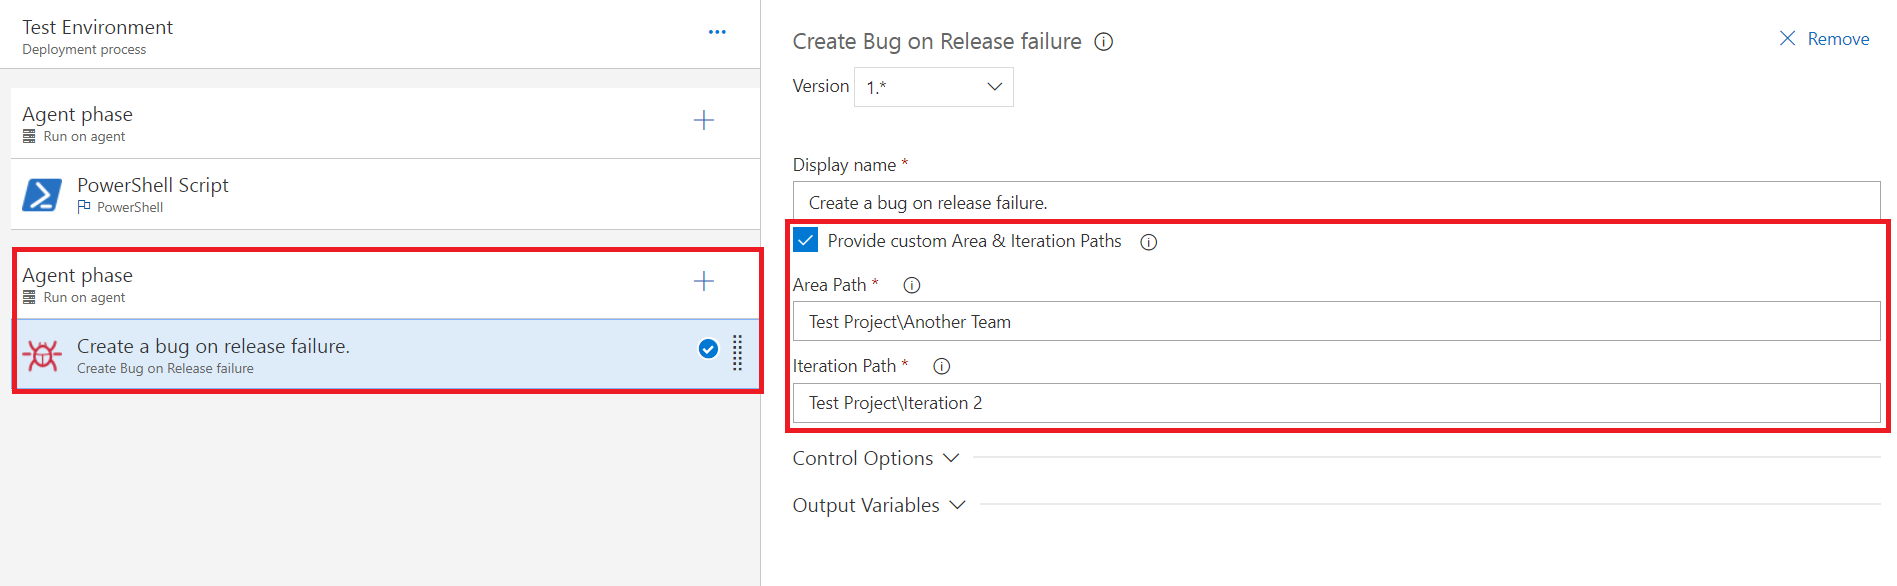 Test Environment
Deployment process
Agent phase
Run on agent
PowerShell Script
PowerShell
Agent phase
Run on agent
Create a bug on release failure.
Create Bug on Release failure
Create Bug on Release failure
Remove
Version 1.*
Display name *
Create a bug on release failure.
Provide custom Area & Iteration Paths
Area Path *
Test Project\Another Team
Iteration Path *
Test Project\Iteration 2
Control Options
Output Variables